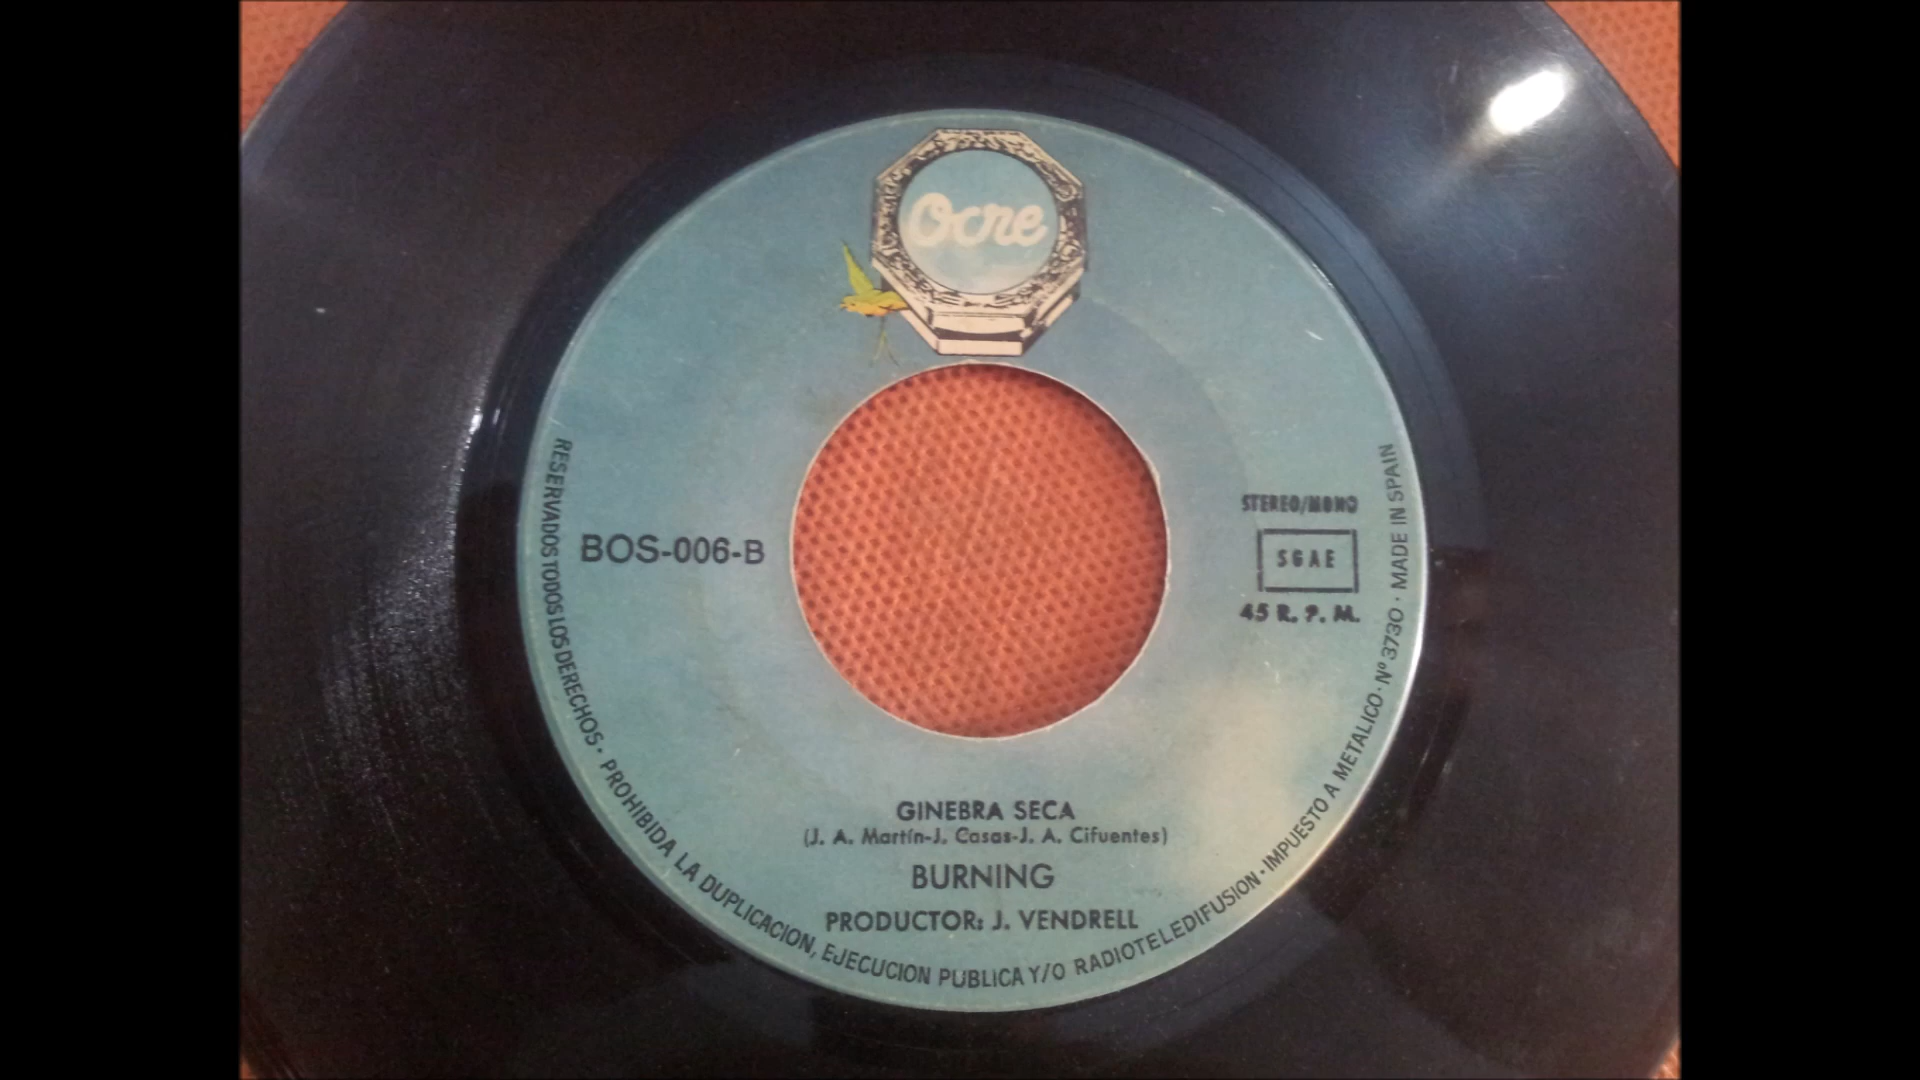 Ocre
BOS-006-B
STEREO/MONO
SGAE
45 R. P. M.
GINEBRA SECA
(J. A. Martín-J. Casas-J. A. Cifuentes)
BURNING
PRODUCTOR: J. VENDRELL
RESERVADOS TODOS LOS DERECHOS · PROHIBIDA LA DUPLICACION, EJECUCION PUBLICA Y/O RADIOTELEDIFUSION · IMPUESTO A METALICO · Nº 3730 · MADE IN SPAIN